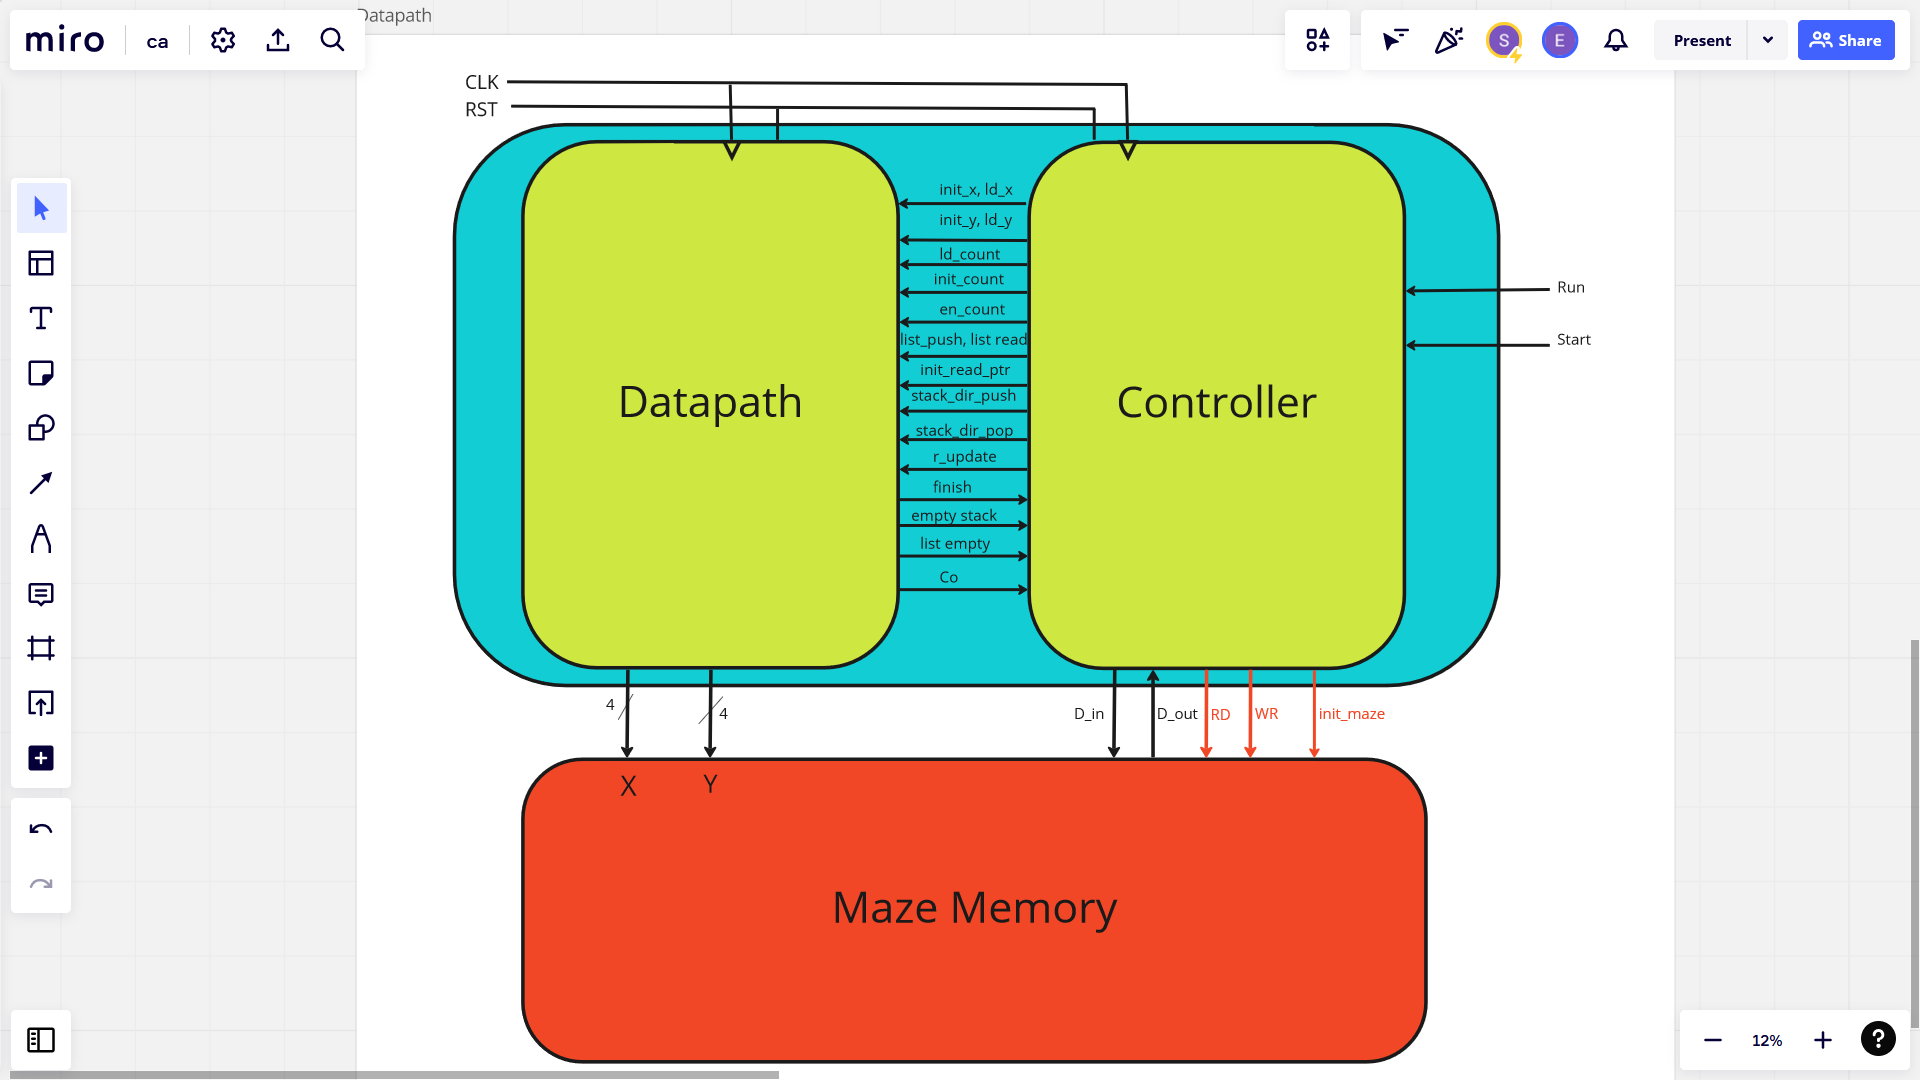 Datapath
miro
ca
S
E
Present
Share
CLK
RST
init_x, ld_x
init_y, ld_y
ld_count
init_count
en_count
list_push, list read
init_read_ptr
stack_dir_push
stack_dir_pop
r_update
finish
empty stack
list empty
Co
Datapath
Controller
Run
Start
4
4
D_in
D_out
RD
WR
init_maze
X
Y
Maze Memory
12%
?